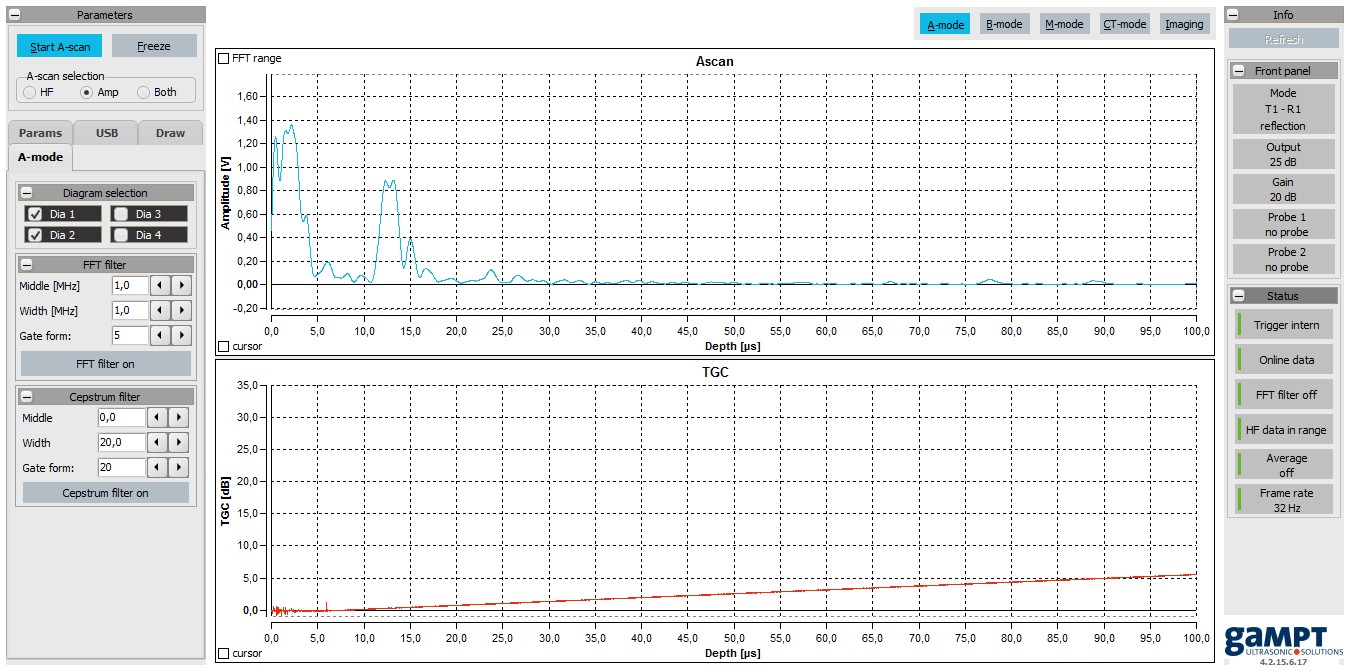 Parameters
Start A-scan
Freeze
A-scan selection
HF
Amp
Both
Params
USB
Draw
A-mode
Diagram selection
Dia 1
Dia 3
Dia 2
Dia 4
FFT filter
Middle [MHz]
1,0
Width [MHz]
1,0
Gate form:
5
FFT filter on
Cepstrum filter
Middle
0,0
Width
20,0
Gate form:
20
Cepstrum filter on
A-mode
B-mode
M-mode
CT-mode
Imaging
FFT range
Ascan
Amplitude [V]
1,60
1,40
1,20
1,00
0,80
0,60
0,40
0,20
0,00
-0,20
0,0 5,0 10,0 15,0 20,0 25,0 30,0 35,0 40,0 45,0 50,0 55,0 60,0 65,0 70,0 75,0 80,0 85,0 90,0 95,0 100,0
cursor
Depth [µs]
TGC
TGC [dB]
35,0
30,0
25,0
20,0
15,0
10,0
5,0
0,0
0,0 5,0 10,0 15,0 20,0 25,0 30,0 35,0 40,0 45,0 50,0 55,0 60,0 65,0 70,0 75,0 80,0 85,0 90,0 95,0 100,0
cursor
Depth [µs]
Info
Refresh
Front panel
Mode
T1 - R1
reflection
Output
25 dB
Gain
20 dB
Probe 1
no probe
Probe 2
no probe
Status
Trigger intern
Online data
FFT filter off
HF data in range
Average
off
Frame rate
32 Hz
gaMPT
ULTRASONIC SOLUTIONS
4.2.15.6.17